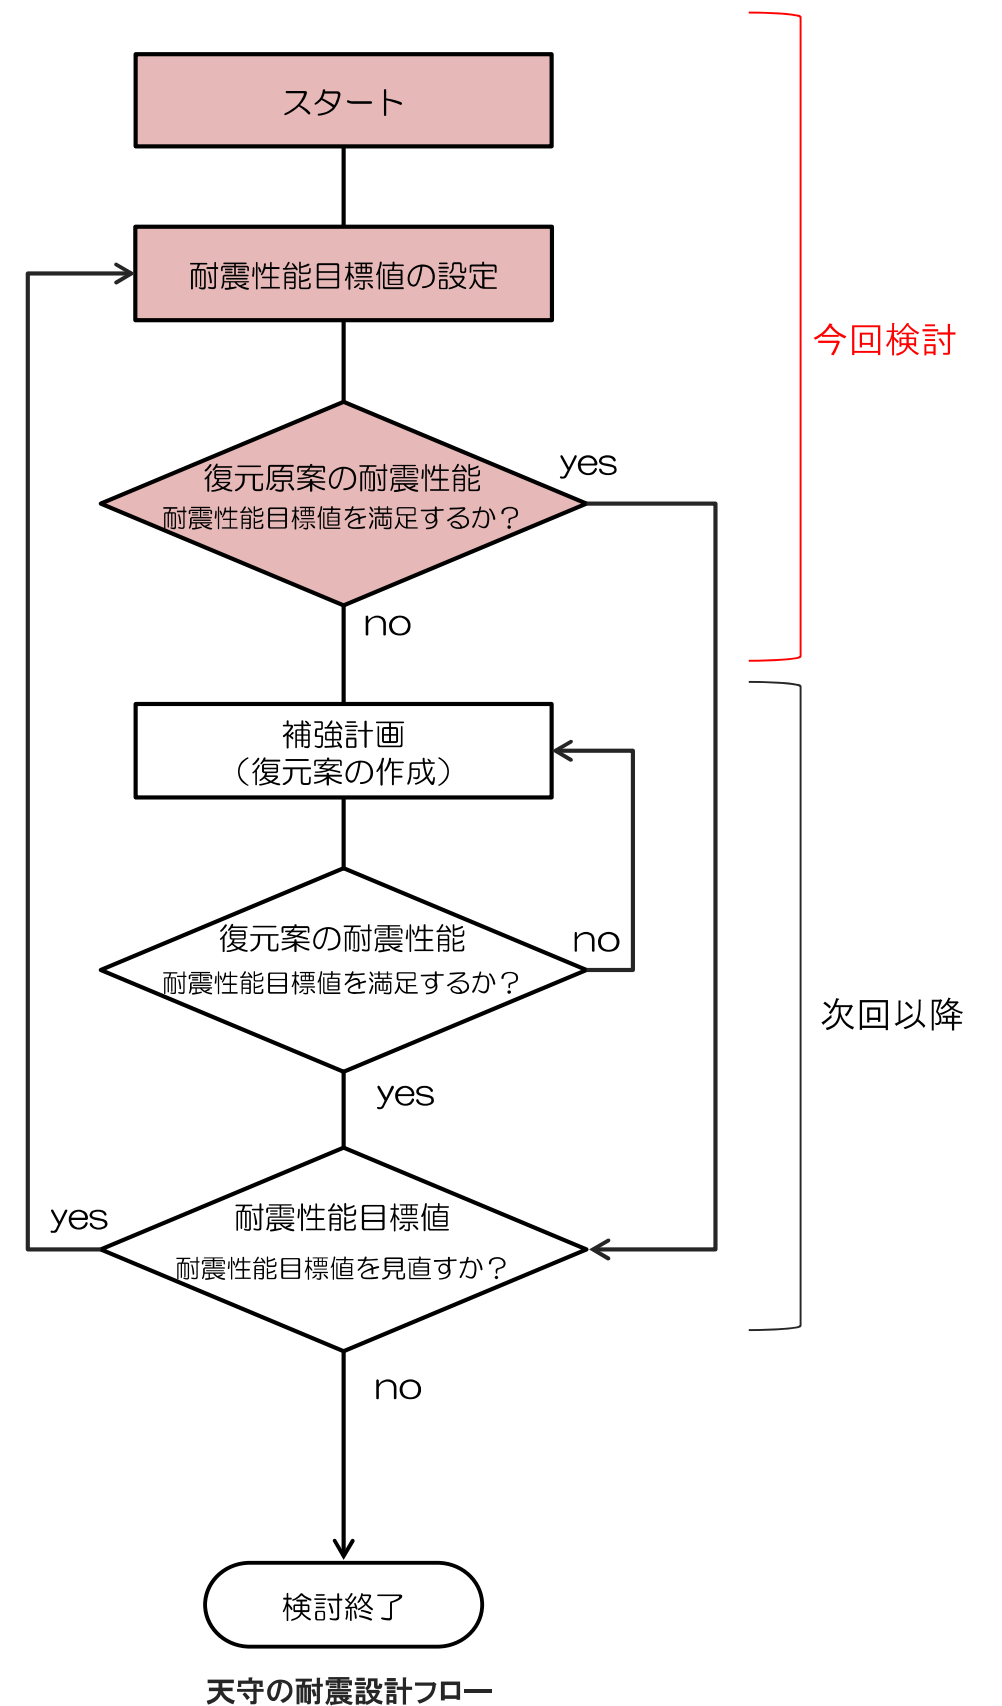 スタート
耐震性能目標値の設定
今回検討
復元原案の耐震性能
耐震性能目標値を満足するか？
yes
no
補強計画
（復元案の作成）
復元案の耐震性能
耐震性能目標値を満足するか？
no
次回以降
yes
耐震性能目標値
耐震性能目標値を見直すか？
yes
no
検討終了
天守の耐震設計フロー